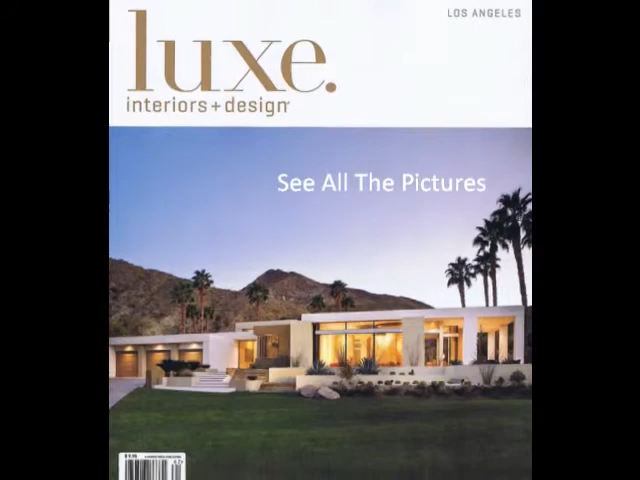 LOS ANGELES
luxe.
interiors+design
See All The Pictures